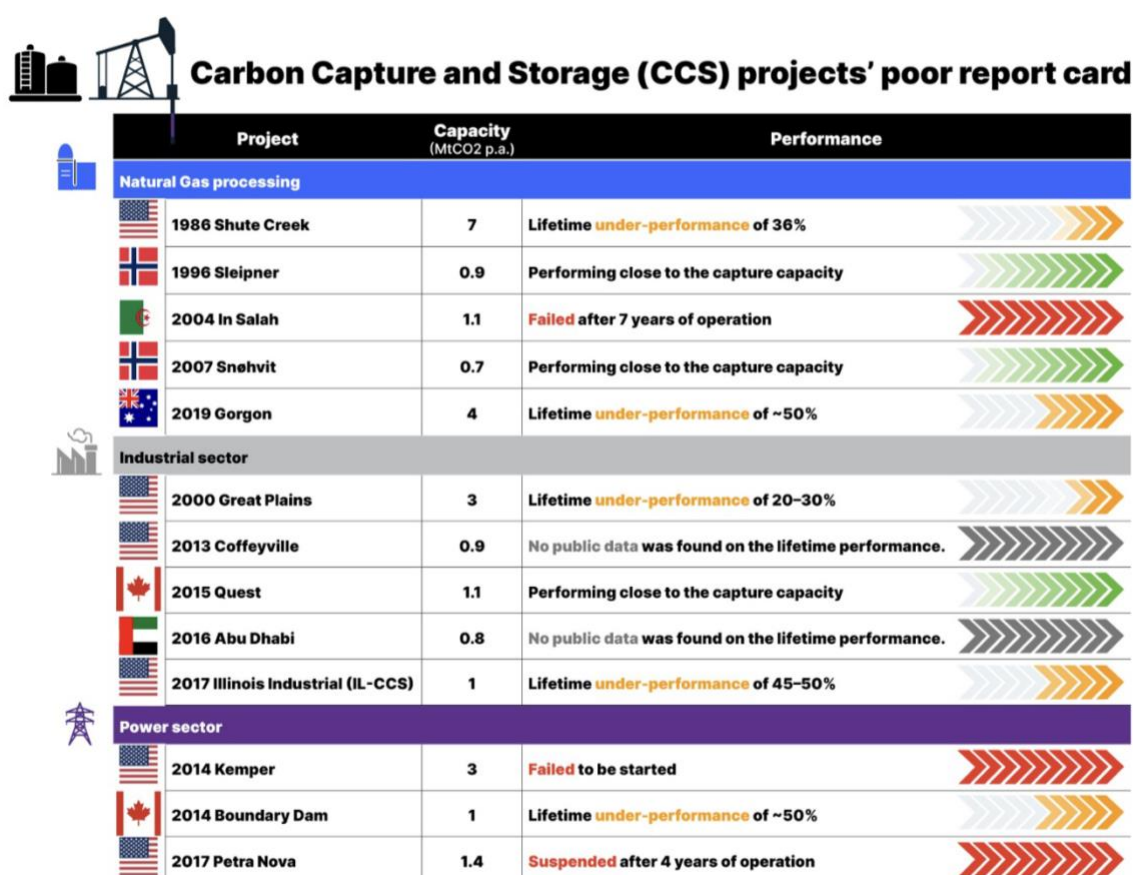 Carbon Capture and Storage (CCS) projects’ poor report card
Project Capacity (MtCO2 p.a.) Performance
Natural Gas processing
1986 Shute Creek 7 Lifetime under-performance of 36%
1996 Sleipner 0.9 Performing close to the capture capacity
2004 In Salah 1.1 Failed after 7 years of operation
2007 Snøhvit 0.7 Performing close to the capture capacity
2019 Gorgon 4 Lifetime under-performance of ~50%
Industrial sector
2000 Great Plains 3 Lifetime under-performance of 20–30%
2013 Coffeyville 0.9 No public data was found on the lifetime performance.
2015 Quest 1.1 Performing close to the capture capacity
2016 Abu Dhabi 0.8 No public data was found on the lifetime performance.
2017 Illinois Industrial (IL-CCS) 1 Lifetime under-performance of 45–50%
Power sector
2014 Kemper 3 Failed to be started
2014 Boundary Dam 1 Lifetime under-performance of ~50%
2017 Petra Nova 1.4 Suspended after 4 years of operation